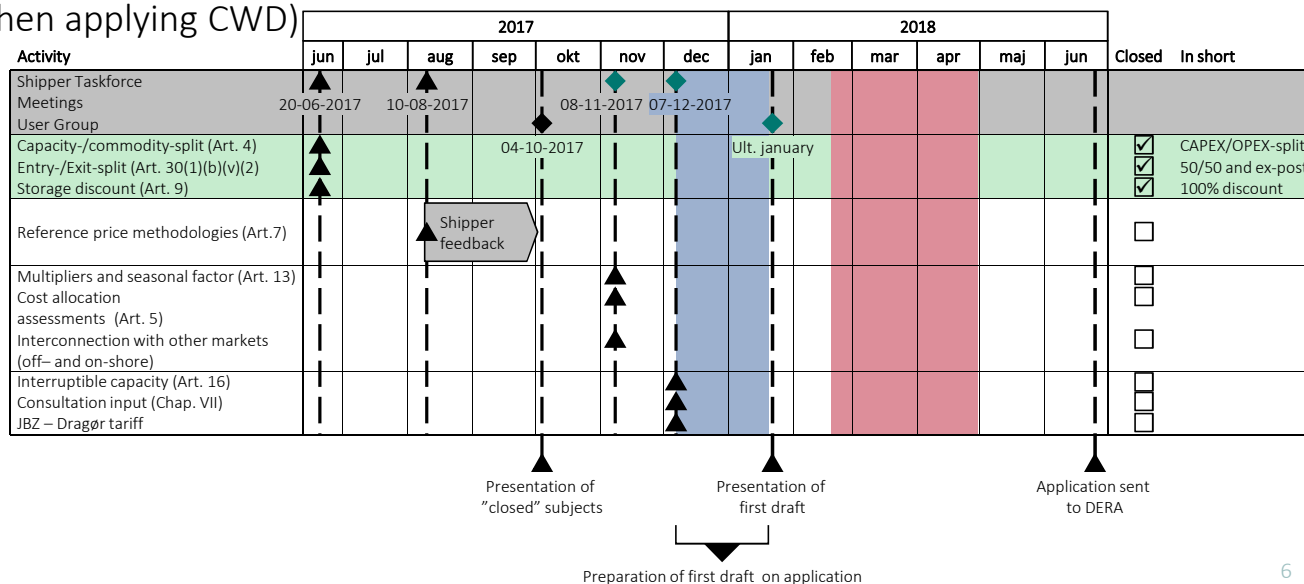 hen applying CWD)
2017
2018
Activity
jun
jul
aug
sep
okt
nov
dec
jan
feb
mar
apr
maj
jun
Closed
In short
Shipper Taskforce
Meetings
20-06-2017
10-08-2017
08-11-2017
07-12-2017
User Group
Capacity-/commodity-split (Art. 4)
04-10-2017
Ult. january
CAPEX/OPEX-split
Entry-/Exit-split (Art. 30(1)(b)(v)(2)
50/50 and ex-post
Storage discount (Art. 9)
100% discount
Reference price methodologies (Art.7)
Shipper
feedback
Multipliers and seasonal factor (Art. 13)
Cost allocation
assessments (Art. 5)
Interconnection with other markets
(off– and on-shore)
Interruptible capacity (Art. 16)
Consultation input (Chap. VII)
JBZ – Dragør tariff
Presentation of
”closed” subjects
Presentation of
first draft
Application sent
to DERA
Preparation of first draft on application
6